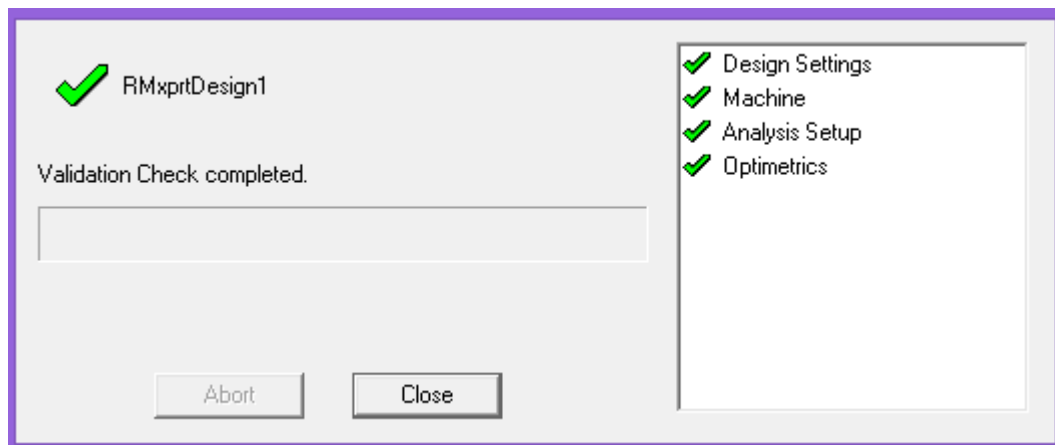 RMxprtDesign1
Validation Check completed.
Abort
Close
Design Settings
Machine
Analysis Setup
Optimetrics